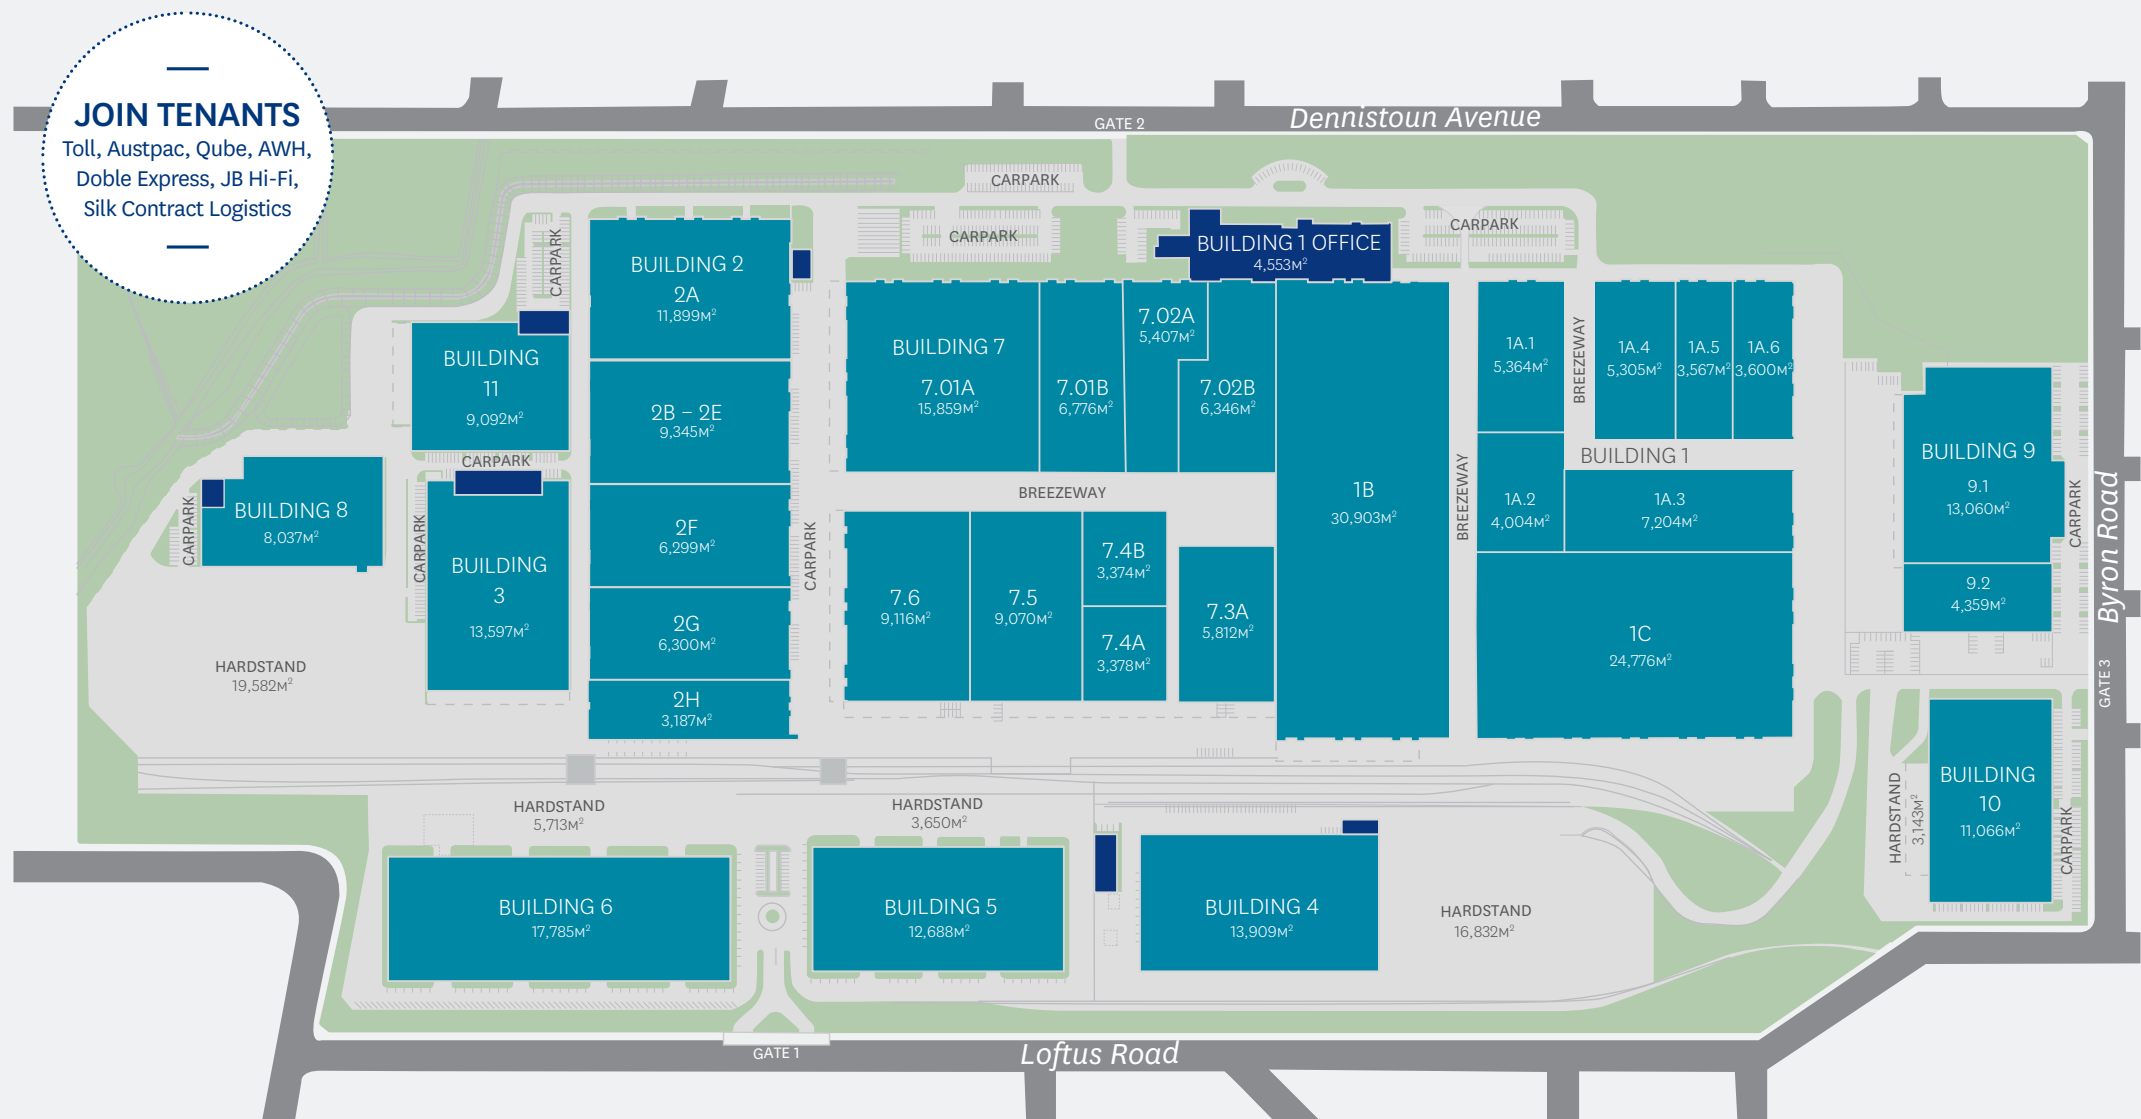 JOIN TENANTS
Toll, Austpac, Qube, AWH,
Doble Express, JB Hi-Fi,
Silk Contract Logistics
Dennistoun Avenue
GATE 2
CARPARK
CARPARK
CARPARK
CARPARK
BUILDING 1 OFFICE
4,553M²
BUILDING 2
2A
11,899M²
2B – 2E
9,345M²
2F
6,299M²
2G
6,300M²
2H
3,187M²
BUILDING
11
9,092M²
CARPARK
BUILDING 8
8,037M²
CARPARK
CARPARK
BUILDING
3
13,597M²
HARDSTAND
19,582M²
CARPARK
BUILDING 7
7.01A
15,859M²
7.01B
6,776M²
7.02A
5,407M²
7.02B
6,346M²
BREEZEWAY
7.6
9,116M²
7.5
9,070M²
7.4B
3,374M²
7.4A
3,378M²
7.3A
5,812M²
1B
30,903M²
BREEZEWAY
1A.1
5,364M²
BREEZEWAY
1A.4
5,305M²
1A.5
3,567M²
1A.6
3,600M²
BUILDING 1
1A.2
4,004M²
1A.3
7,204M²
1C
24,776M²
BUILDING 9
9.1
13,060M²
9.2
4,359M²
CARPARK
Byron Road
GATE 3
BUILDING
10
11,066M²
HARDSTAND
3,143M²
CARPARK
HARDSTAND
5,713M²
HARDSTAND
3,650M²
BUILDING 6
17,785M²
BUILDING 5
12,688M²
BUILDING 4
13,909M²
HARDSTAND
16,832M²
GATE 1
Loftus Road